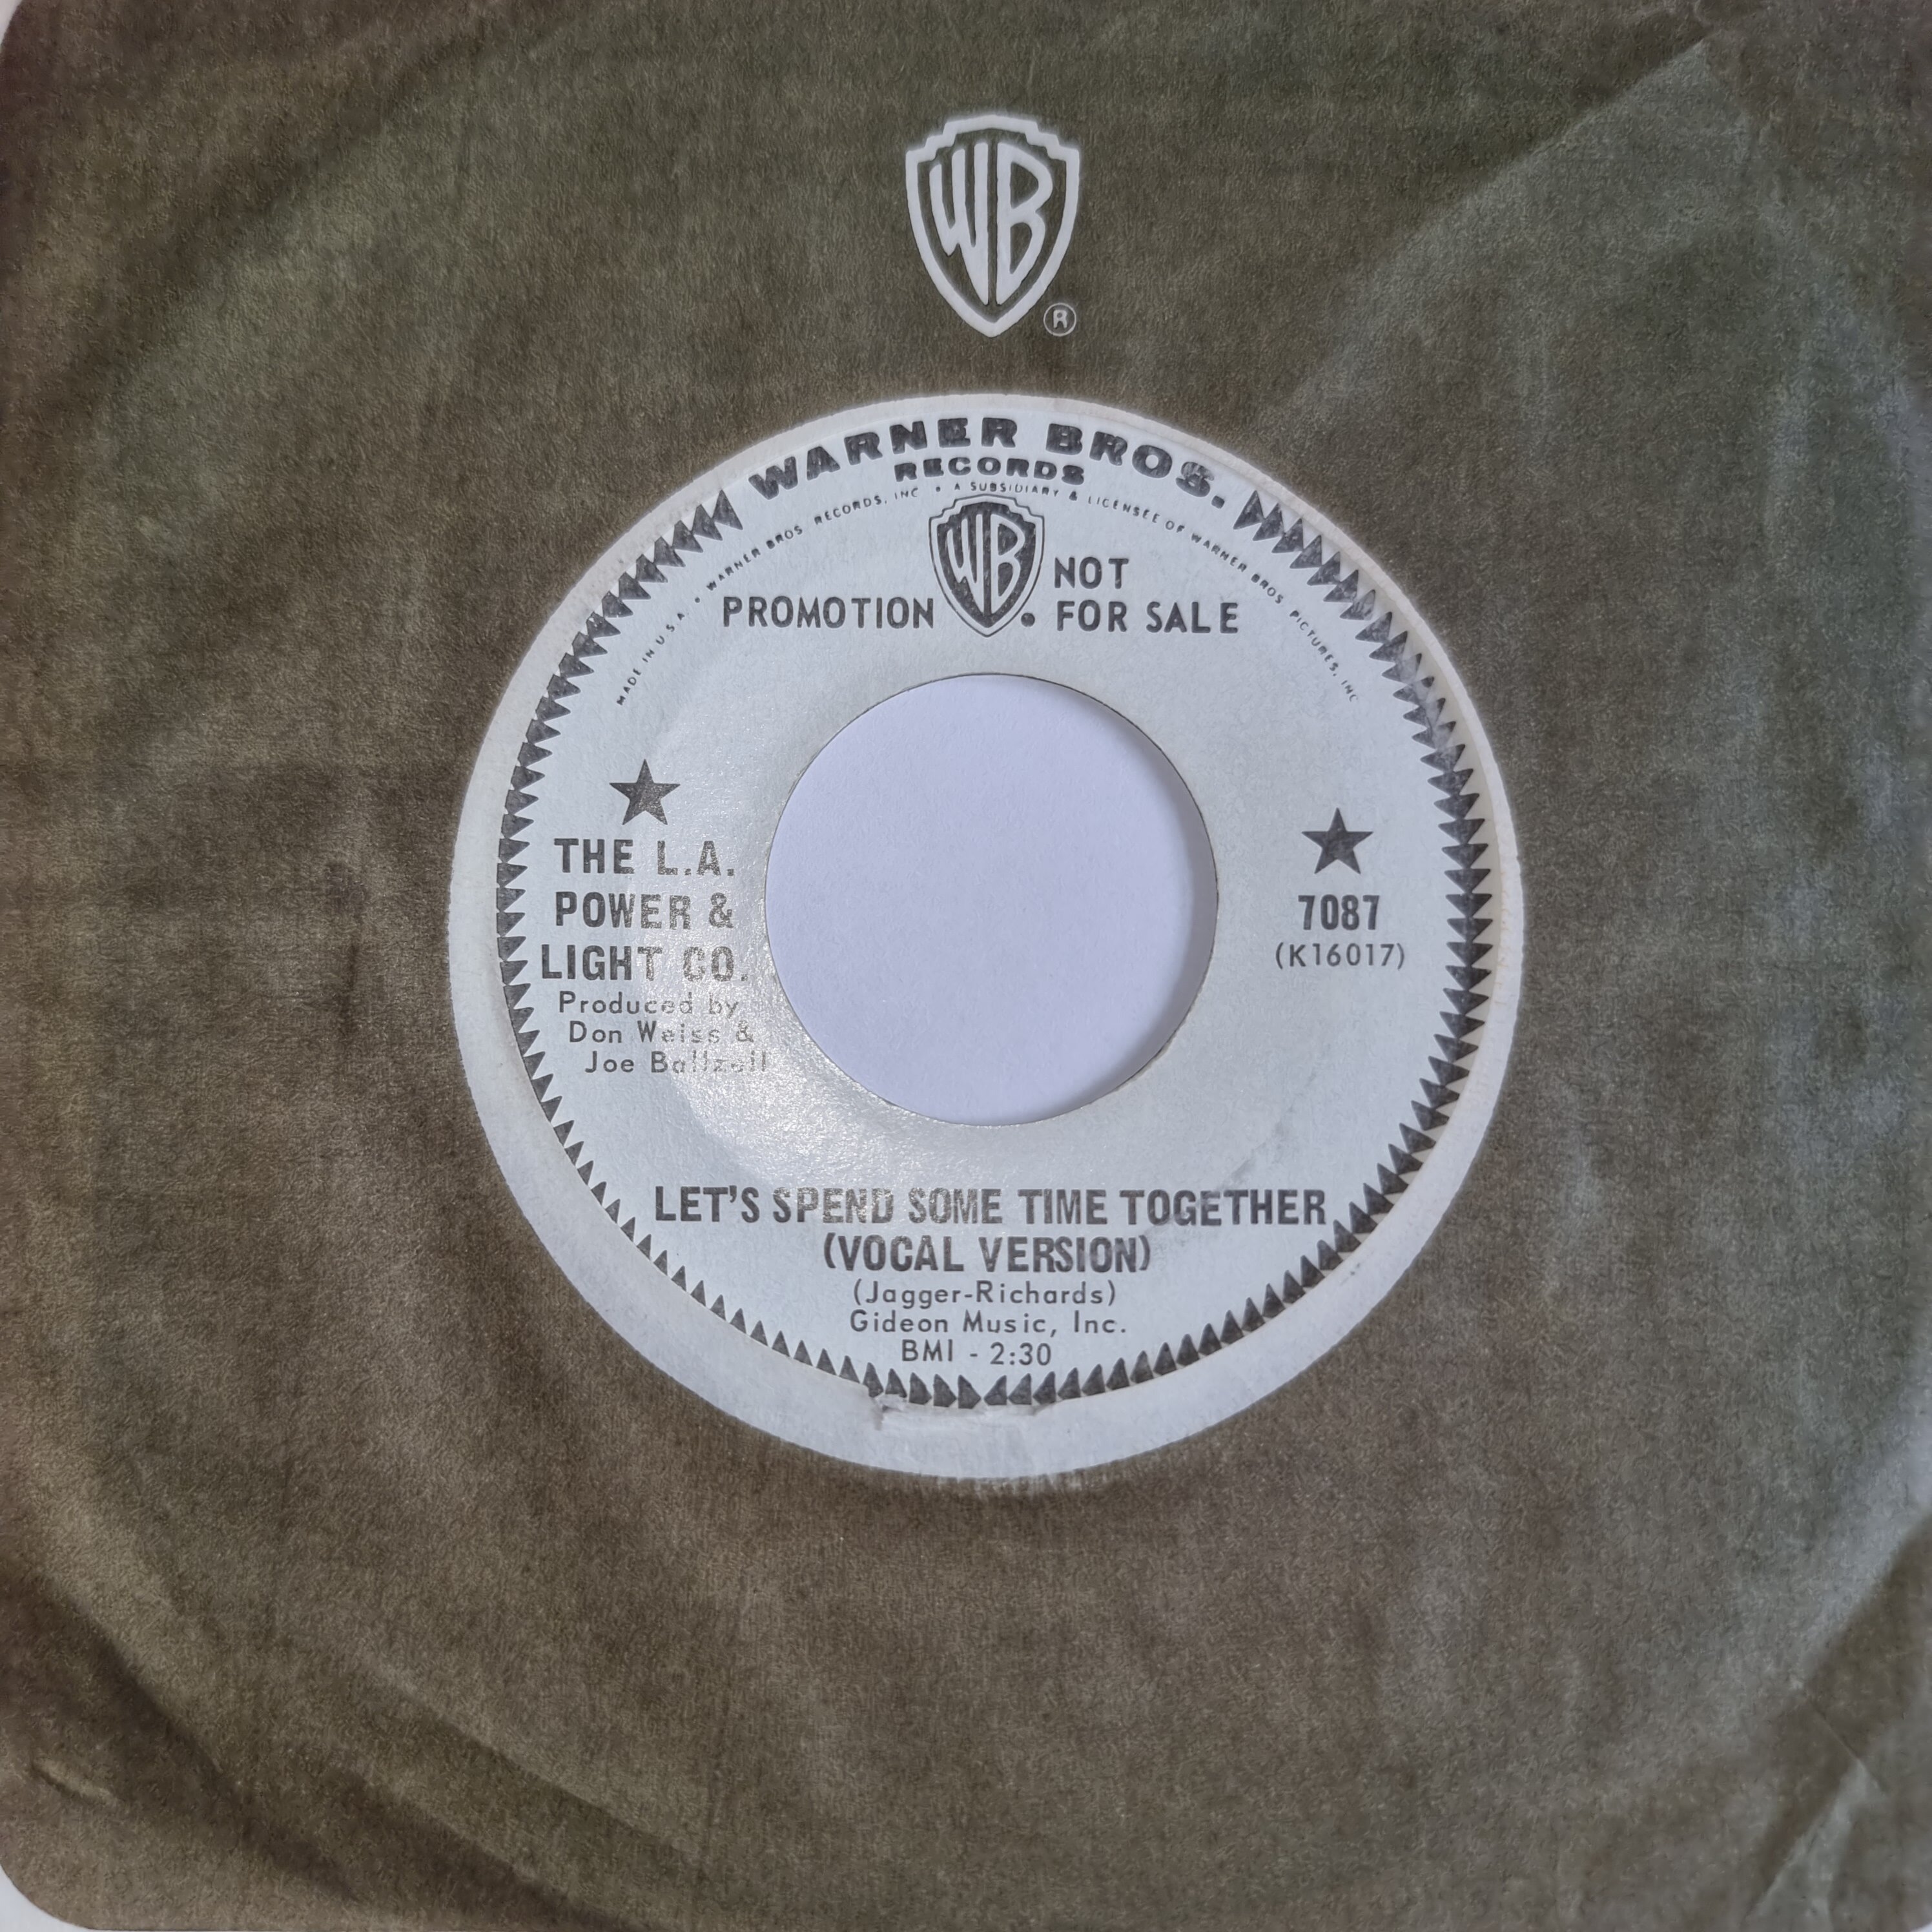 WB
®
WARNER BROS.
RECORDS
MADE IN U.S.A. • WARNER BROS. RECORDS, INC • A SUBSIDIARY & LICENSEE OF WARNER BROS. PICTURES, INC
WB
PROMOTION
NOT
FOR SALE
THE L.A.
POWER &
LIGHT CO.
Produced by
Don Weiss &
Joe
7087
(K16017)
LET'S SPEND SOME TIME TOGETHER
(VOCAL VERSION)
(Jagger-Richards)
Gideon Music, Inc.
BMI - 2:30